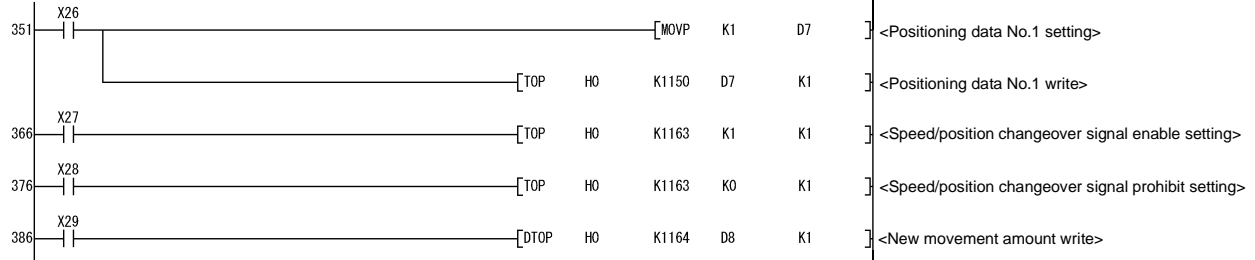 X26
351 [MOVP K1 D7 ] <Positioning data No.1 setting>
[TOP H0 K1150 D7 K1 ] <Positioning data No.1 write>
X27
366 [TOP H0 K1163 K1 K1 ] <Speed/position changeover signal enable setting>
X28
376 [TOP H0 K1163 K0 K1 ] <Speed/position changeover signal prohibit setting>
X29
386 [DTOP H0 K1164 D8 K1 ] <New movement amount write>